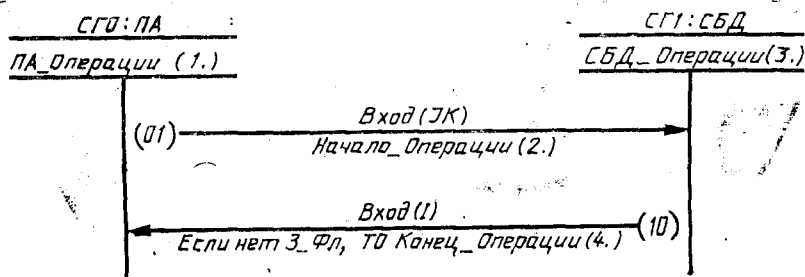 СГ0:ПА
СГ1:СБД
ПА_Операции (1.)
СБД_Операции(3.)
Вход(JK)
(01)
Начало_Операции(2.)
Вход(I)
(10)
Если нет З_Фл, ТО Конец_Операции(4.)